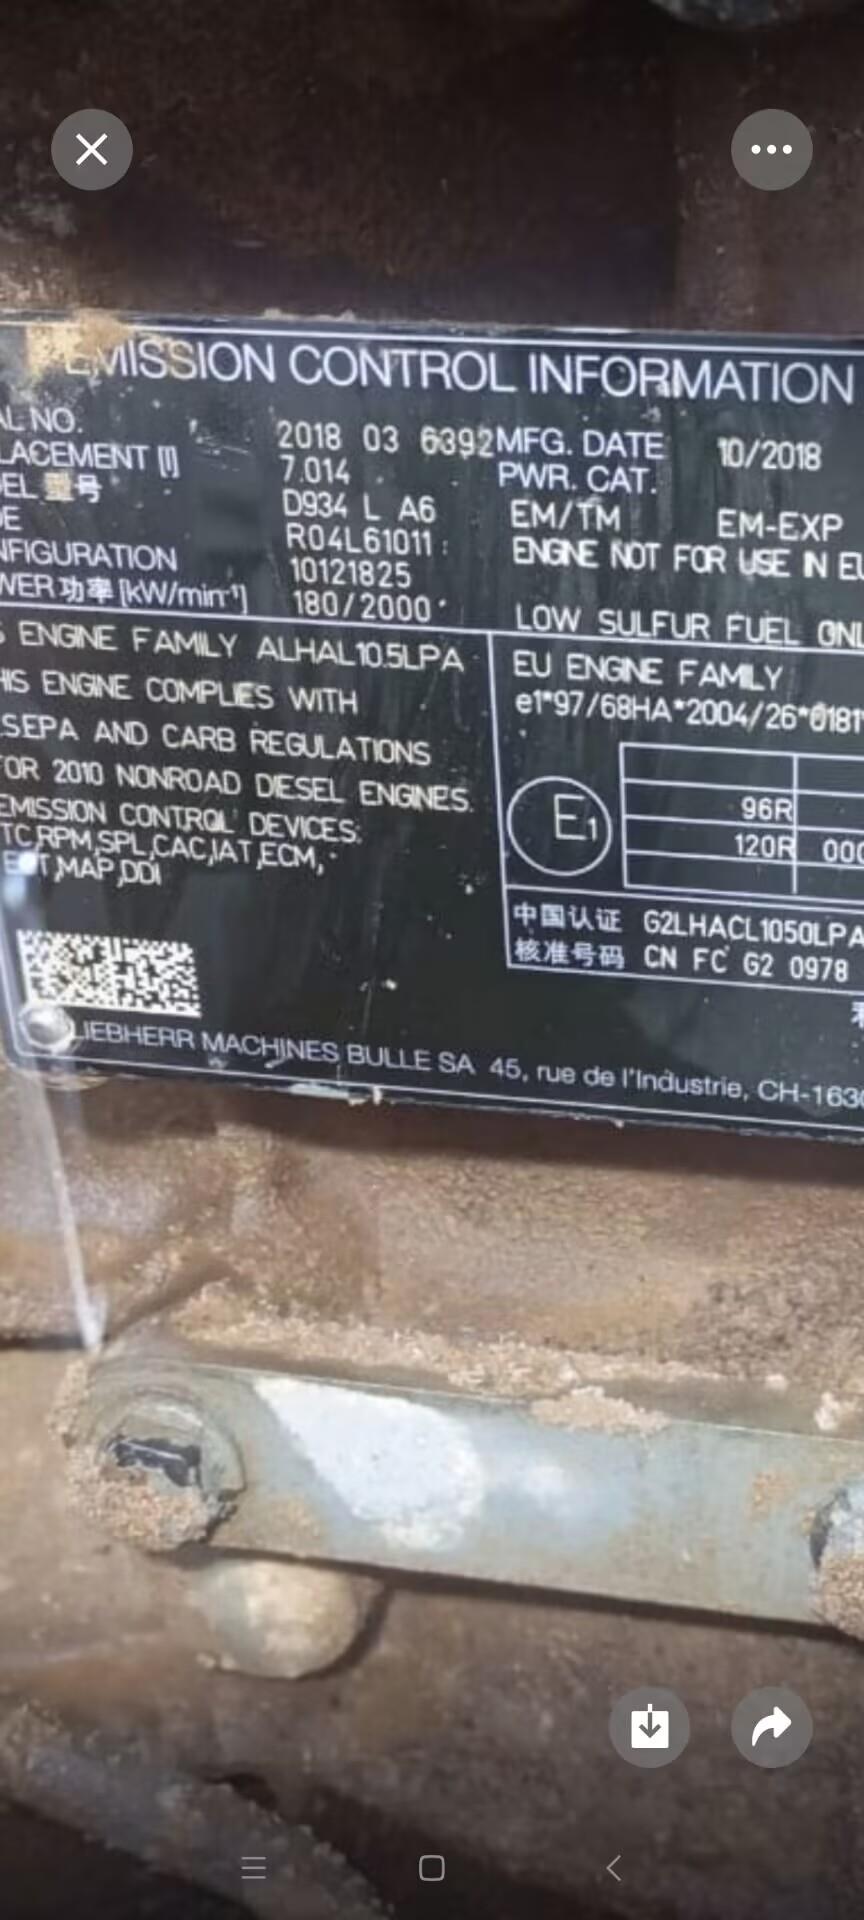 EMISSION CONTROL INFORMATION
AL NO. 2018 03 6392 MFG. DATE 10/2018
LACEMENT [l] 7.014 PWR. CAT.
EL 型号 D934 L A6 EM/TM EM-EXP
DE R04L61011 ENGINE NOT FOR USE IN EU
NFIGURATION 10121825
WER 功率 [kW/min⁻¹] 180/2000 LOW SULFUR FUEL ONL
S ENGINE FAMILY ALHAL10.5LPA
HIS ENGINE COMPLIES WITH
SEPA AND CARB REGULATIONS
FOR 2010 NONROAD DIESEL ENGINES.
EMISSION CONTROL DEVICES:
TC,RPM,SPL,CAC,IAT,ECM,
ECT,MAP,DDI
EU ENGINE FAMILY
e1*97/68HA*2004/26*0181*
E1
96R
120R 000
中国认证 G2LHACL1050LPA
核准号码 CN FC G2 0978
LIEBHERR MACHINES BULLE SA 45, rue de l'Industrie, CH-1630